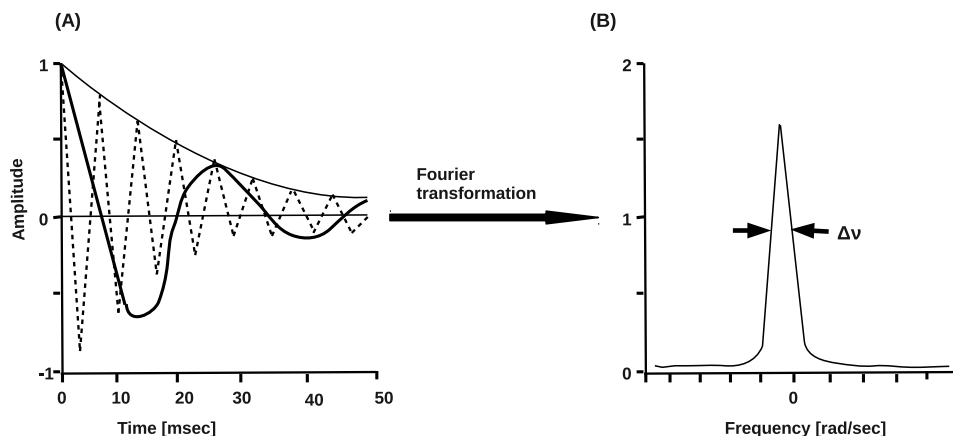 (A)
1
0
-1
Amplitude
0 10 20 30 40 50
Time [msec]
Fourier
transformation
(B)
2
1
0
Δν
0
Frequency [rad/sec]